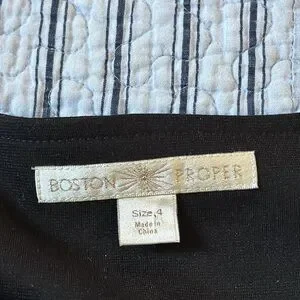 BOSTON PROPER
Size 4
Made in
China